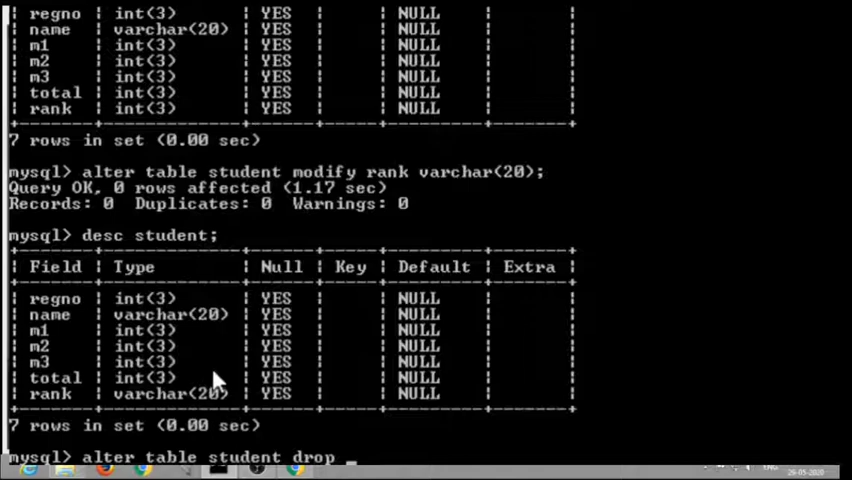 | regno | int(3) | YES | | NULL | |
| name | varchar(20) | YES | | NULL | |
| m1 | int(3) | YES | | NULL | |
| m2 | int(3) | YES | | NULL | |
| m3 | int(3) | YES | | NULL | |
| total | int(3) | YES | | NULL | |
| rank | int(3) | YES | | NULL | |
7 rows in set (0.00 sec)
mysql> alter table student modify rank varchar(20);
Query OK, 0 rows affected (1.17 sec)
Records: 0 Duplicates: 0 Warnings: 0
mysql> desc student;
| Field | Type | Null | Key | Default | Extra |
| regno | int(3) | YES | | NULL | |
| name | varchar(20) | YES | | NULL | |
| m1 | int(3) | YES | | NULL | |
| m2 | int(3) | YES | | NULL | |
| m3 | int(3) | YES | | NULL | |
| total | int(3) | YES | | NULL | |
| rank | varchar(20) | YES | | NULL | |
7 rows in set (0.00 sec)
mysql> alter table student drop _
ENG
29-05-2020